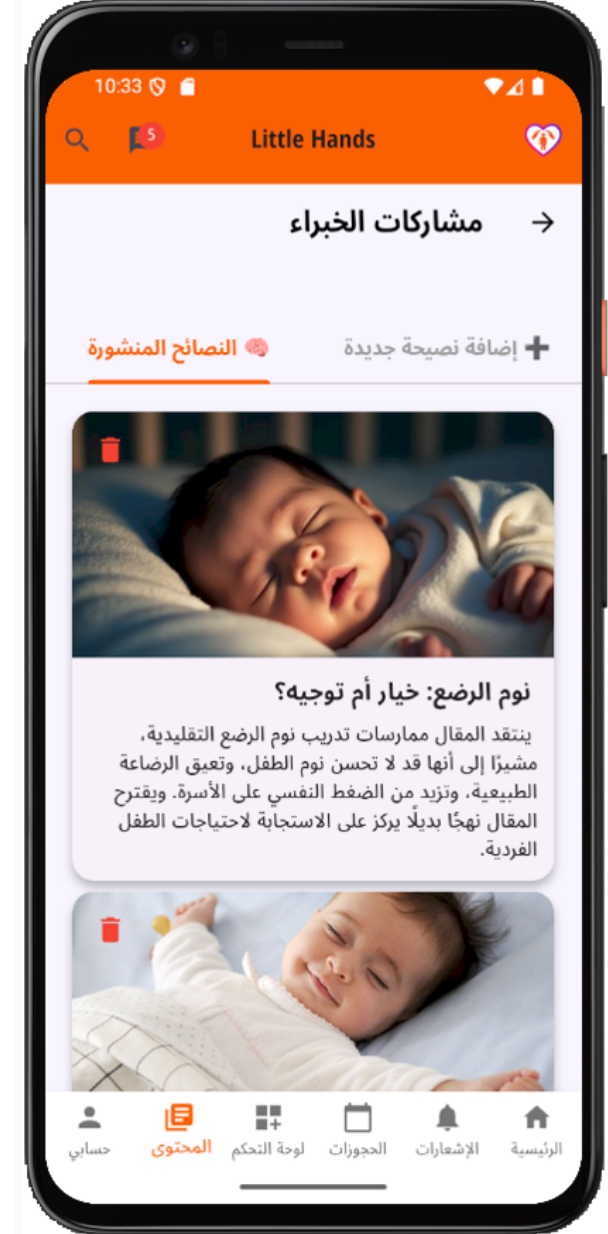 10:33
5
Little Hands
مشاركات الخبراء
إضافة نصيحة جديدة
النصائح المنشورة
نوم الرضع: خيار أم توجيه؟
ينتقد المقال ممارسات تدريب نوم الرضع التقليدية،
مشيرًا إلى أنها قد لا تحسن نوم الطفل، وتعيق الرضاعة
الطبيعية، وتزيد من الضغط النفسي على الأسرة. ويقترح
المقال نهجًا بديلًا يركز على الاستجابة لاحتياجات الطفل
الفردية.
الرئيسية
الإشعارات
الحجوزات
لوحة التحكم
المحتوى
حسابي